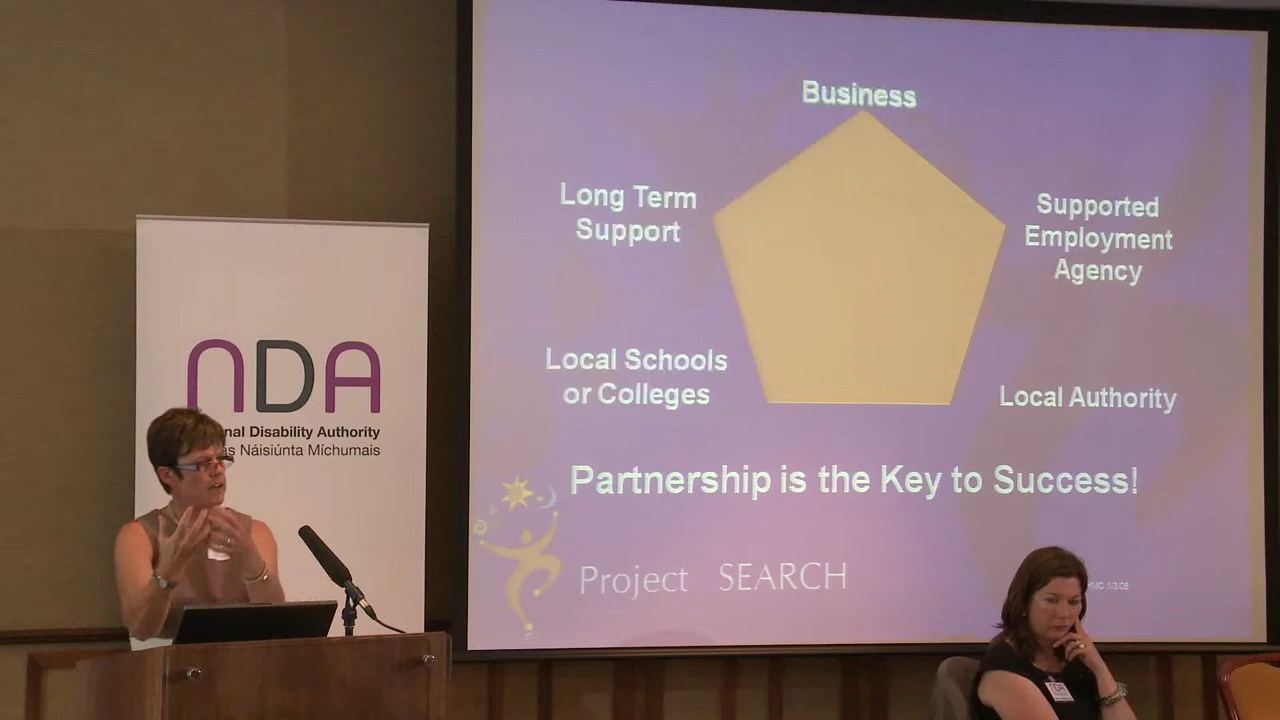 Business
Long Term
Support
Supported
Employment
Agency
Local Schools
or Colleges
Local Authority
Partnership is the Key to Success!
Project SEARCH
NDA
nal Disability Authority
s Náisiúnta Míchumais
NDA